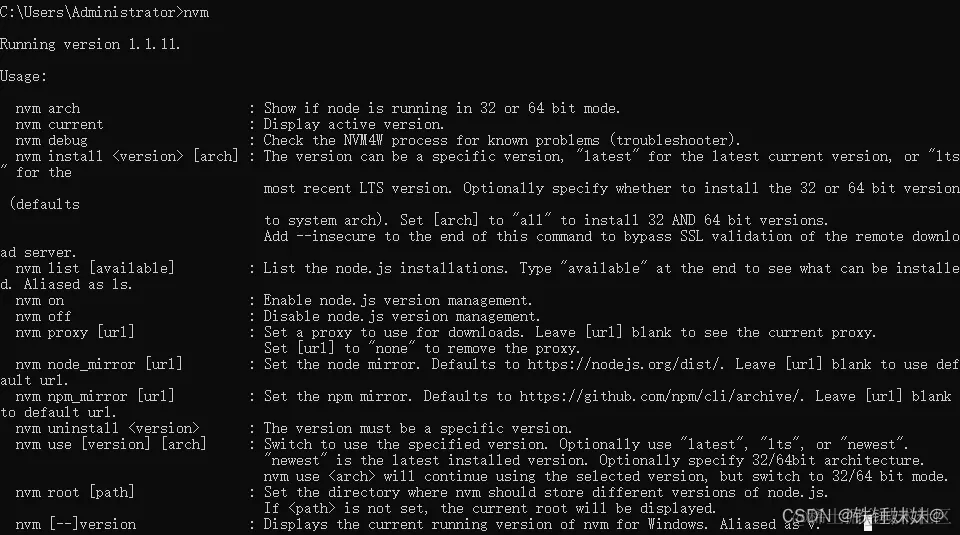 C:\Users\Administrator>nvm
Running version 1.1.11.
Usage:
nvm arch : Show if node is running in 32 or 64 bit mode.
nvm current : Display active version.
nvm debug : Check the NVM4W process for known problems (troubleshooter).
nvm install <version> [arch] : The version can be a specific version, "latest" for the latest current version, or "lts
" for the
most recent LTS version. Optionally specify whether to install the 32 or 64 bit version
(defaults
to system arch). Set [arch] to "all" to install 32 AND 64 bit versions.
Add --insecure to the end of this command to bypass SSL validation of the remote downlo
ad server.
nvm list [available] : List the node.js installations. Type "available" at the end to see what can be installe
d. Aliased as ls.
nvm on : Enable node.js version management.
nvm off : Disable node.js version management.
nvm proxy [url] : Set a proxy to use for downloads. Leave [url] blank to see the current proxy.
Set [url] to "none" to remove the proxy.
nvm node_mirror [url] : Set the node mirror. Defaults to https://nodejs.org/dist/. Leave [url] blank to use def
ault url.
nvm npm_mirror [url] : Set the npm mirror. Defaults to https://github.com/npm/cli/archive/. Leave [url] blank
to default url.
nvm uninstall <version> : The version must be a specific version.
nvm use [version] [arch] : Switch to use the specified version. Optionally use "latest", "lts", or "newest".
"newest" is the latest installed version. Optionally specify 32/64bit architecture.
nvm use <arch> will continue using the selected version, but switch to 32/64 bit mode.
nvm root [path] : Set the directory where nvm should store different versions of node.js.
If <path> is not set, the current root will be displayed.
nvm [--]version : Displays the current running version of nvm for Windows. Aliased as v.
CSDN @铁锤妹妹@